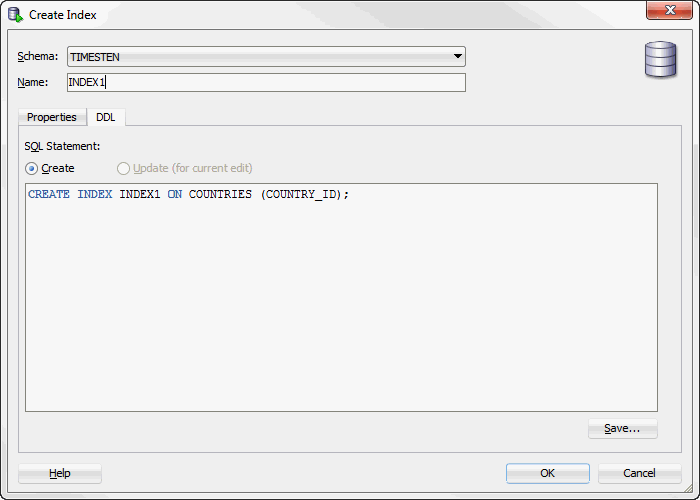 Create Index
Schema: TIMESTEN
Name: INDEX1
Properties DDL
SQL Statement:
Create Update (for current edit)
CREATE INDEX INDEX1 ON COUNTRIES (COUNTRY_ID);
Save...
Help OK Cancel